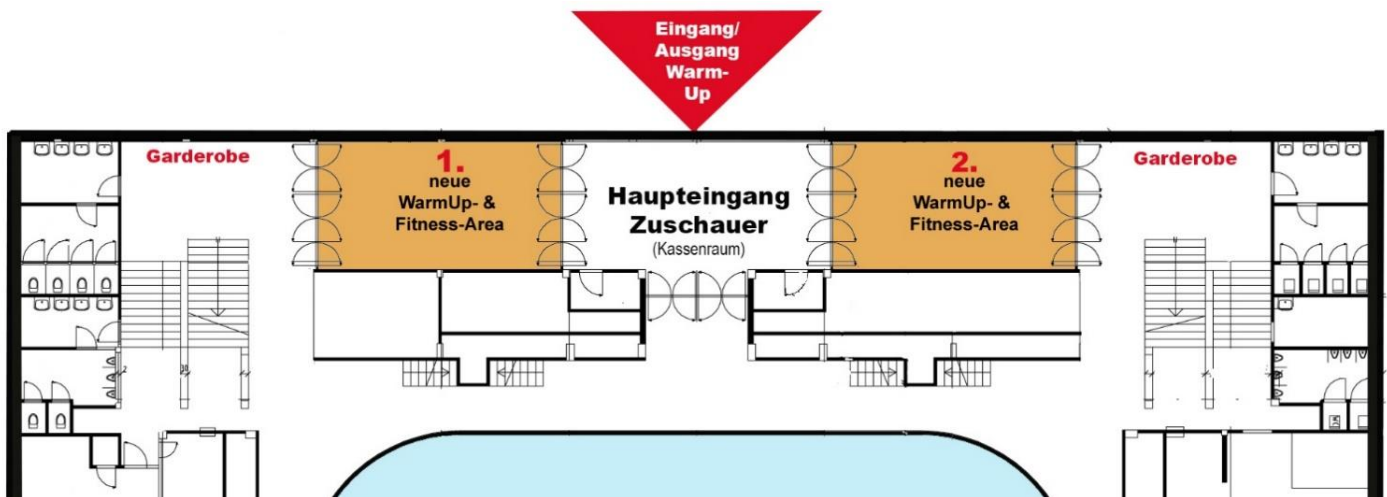 Eingang/
Ausgang
Warm-
Up
Garderobe
1.
neue
WarmUp- &
Fitness-Area
Haupteingang
Zuschauer
(Kassenraum)
2.
neue
WarmUp- &
Fitness-Area
Garderobe